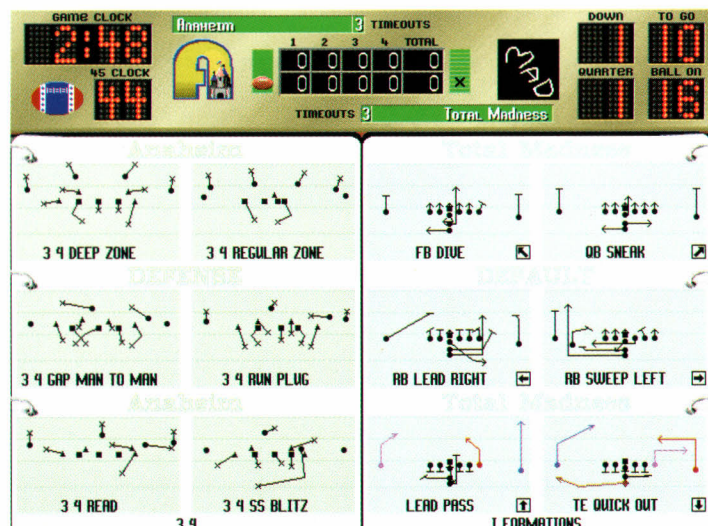 GAME CLOCK
2:48
45 CLOCK
44
Anaheim 3 TIMEOUTS
1 2 3 4 TOTAL
0 0 0 0 0
0 0 0 0 0
X
TIMEOUTS 3 Total Madness
MAD
DOWN TO GO
1 10
QUARTER BALL ON
1 16
Anaheim
3 4 DEEP ZONE
3 4 REGULAR ZONE
DEFENSE
3 4 GAP MAN TO MAN
3 4 RUN PLUG
Anaheim
3 4 READ
3 4 SS BLITZ
3 4
Total Madness
FB DIVE
QB SNEAK
DEFAULT
RB LEAD RIGHT
RB SWEEP LEFT
Total Madness
LEAD PASS
TE QUICK OUT
I FORMATIONS